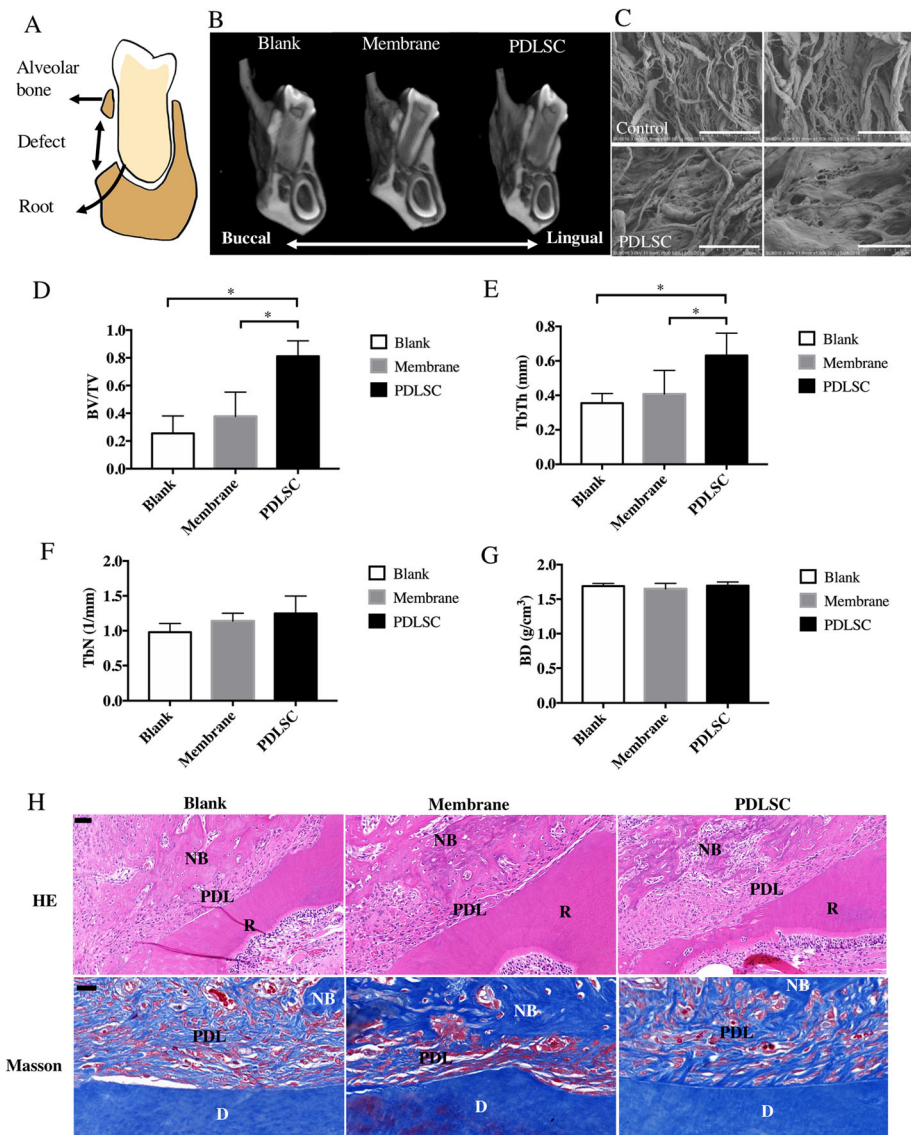 A
Alveolar
bone
Defect
Root
B
Blank
Membrane
PDLSC
Buccal
Lingual
C
Control
PDLSC
D
*
*
BV/TV
1.0
0.8
0.6
0.4
0.2
0.0
Blank
Membrane
PDLSC
Blank
Membrane
PDLSC
E
*
*
TbTh (mm)
0.8
0.6
0.4
0.2
0.0
Blank
Membrane
PDLSC
Blank
Membrane
PDLSC
F
TbN (1/mm)
2.0
1.5
1.0
0.5
0.0
Blank
Membrane
PDLSC
Blank
Membrane
PDLSC
G
BD (g/cm³)
2.0
1.5
1.0
0.5
0.0
Blank
Membrane
PDLSC
Blank
Membrane
PDLSC
H
Blank
Membrane
PDLSC
HE
NB
PDL
R
NB
PDL
R
NB
PDL
R
Masson
NB
PDL
D
NB
PDL
D
NB
PDL
D